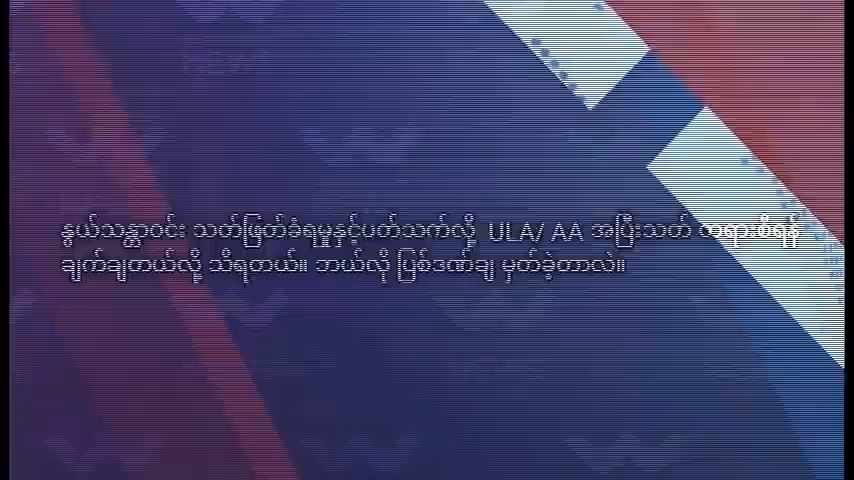 နွယ်သန္တာဝင်း သတ်ဖြတ်ခံရမှုနှင့်ပတ်သက်လို့ ULA/ AA အပြီးသတ် တရားစီရန်
ချက်ချတယ်လို့ သိရတယ်။ ဘယ်လို ပြစ်ဒဏ်ချ မှတ်ခဲ့တာလဲ။